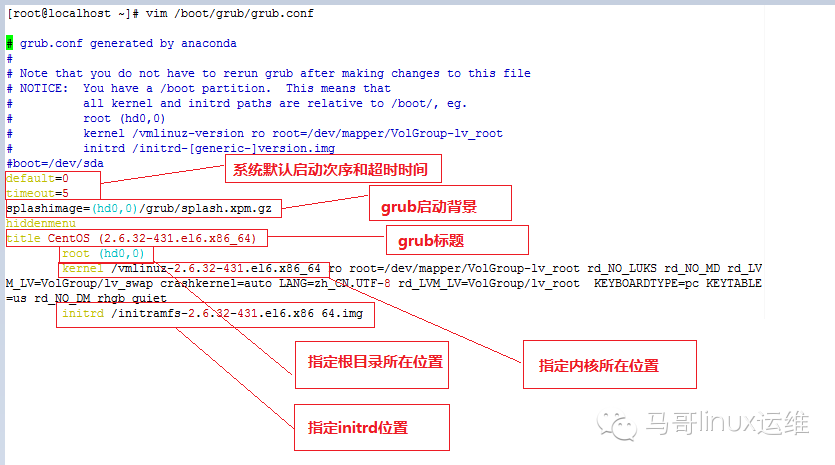 [root@localhost ~]# vim /boot/grub/grub.conf
# grub.conf generated by anaconda
#
# Note that you do not have to rerun grub after making changes to this file
# NOTICE:  You have a /boot partition.  This means that
#          all kernel and initrd paths are relative to /boot/, eg.
#          root (hd0,0)
#          kernel /vmlinuz-version ro root=/dev/mapper/VolGroup-lv_root
#          initrd /initrd-[generic-]version.img
#boot=/dev/sda
default=0
系统默认启动次序和超时时间
timeout=5
splashimage=(hd0,0)/grub/splash.xpm.gz
grub启动背景
hiddenmenu
title CentOS (2.6.32-431.el6.x86_64)
grub标题
root (hd0,0)
kernel /vmlinuz-2.6.32-431.el6.x86_64 ro root=/dev/mapper/VolGroup-lv_root rd_NO_LUKS rd_NO_MD rd_LV
M_LV=VolGroup/lv_swap crashkernel=auto LANG=zh_CN.UTF-8 rd_LVM_LV=VolGroup/lv_root  KEYBOARDTYPE=pc KEYTABLE
=us rd_NO_DM rhgb quiet
initrd /initramfs-2.6.32-431.el6.x86_64.img
指定根目录所在位置
指定内核所在位置
指定initrd位置
马哥linux运维